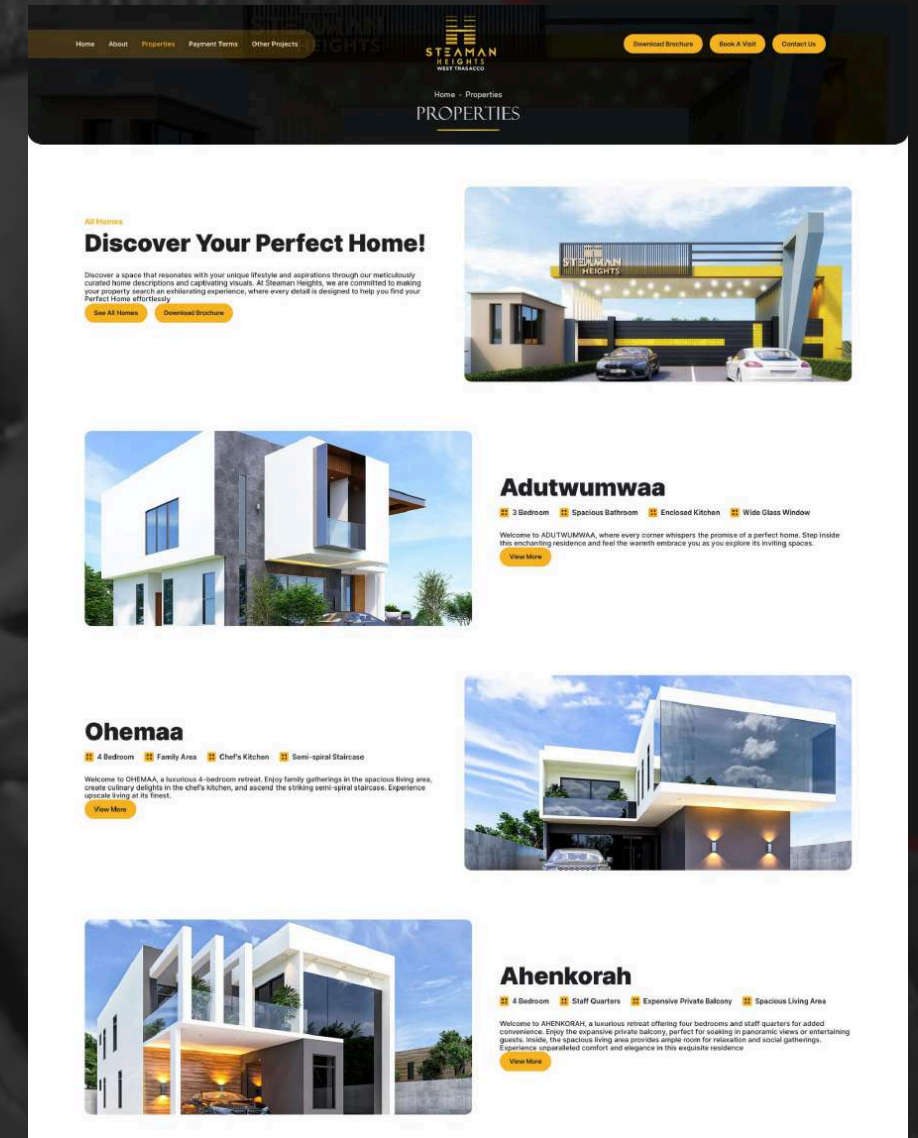 Home About Properties Payment Terms Other Projects
STEAMAN
HEIGHTS
WEST TRASACCO
Download Brochure Book A Visit Contact Us
Home - Properties
PROPERTIES
All Homes
Discover Your Perfect Home!
Discover a space that resonates with your unique lifestyle and aspirations through our meticulously
curated home descriptions and captivating visuals. At Steaman Heights, we are committed to making
your property search an exhilarating experience, where every detail is designed to help you find your
Perfect Home effortlessly
See All Homes Download Brochure
STEAMAN
HEIGHTS
Adutwumwaa
3 Bedroom Spacious Bathroom Enclosed Kitchen Wide Glass Window
Welcome to ADUTWUMWAA, where every corner whispers the promise of a perfect home. Step inside
this enchanting residence and feel the warmth embrace you as you explore its inviting spaces.
View More
Ohemaa
4 Bedroom Family Area Chef's Kitchen Semi-spiral Staircase
Welcome to OHEMAA, a luxurious 4-bedroom retreat. Enjoy family gatherings in the spacious living area,
create culinary delights in the chef's kitchen, and ascend the striking semi-spiral staircase. Experience
upscale living at its finest.
View More
Ahenkorah
4 Bedroom Staff Quarters Expensive Private Balcony Spacious Living Area
Welcome to AHENKORAH, a luxurious retreat offering four bedrooms and staff quarters for added
convenience. Enjoy the expansive private balcony, perfect for soaking in panoramic views or entertaining
guests. Inside, the spacious living area provides ample room for relaxation and social gatherings.
Experience unparalleled comfort and elegance in this exquisite residence
View More